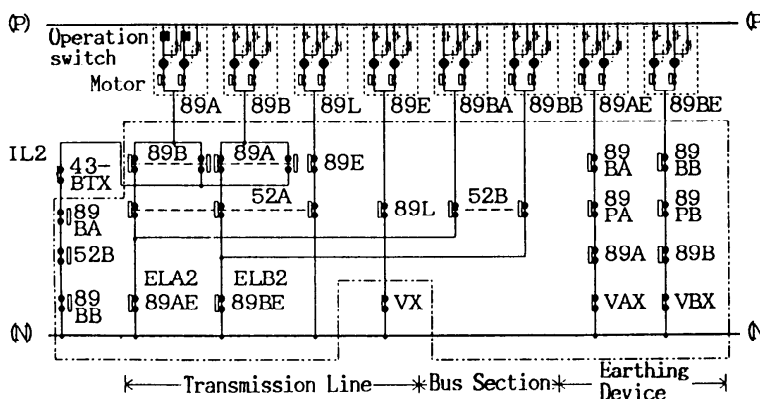 (P) (P
Operation
switch
Motor
89A 89B 89L 89E 89BA 89BB 89AE 89BE
IL2
43-
BTX
89B 89A 89E
89
BA
89
BB
89
BA
52A 89L 52B
89
PA
89
PB
52B
89A 89B
ELA2 ELB2
89
BB
89AE 89BE VX VAX VBX
(N) (N
Transmission Line Bus Section Earthing
Device